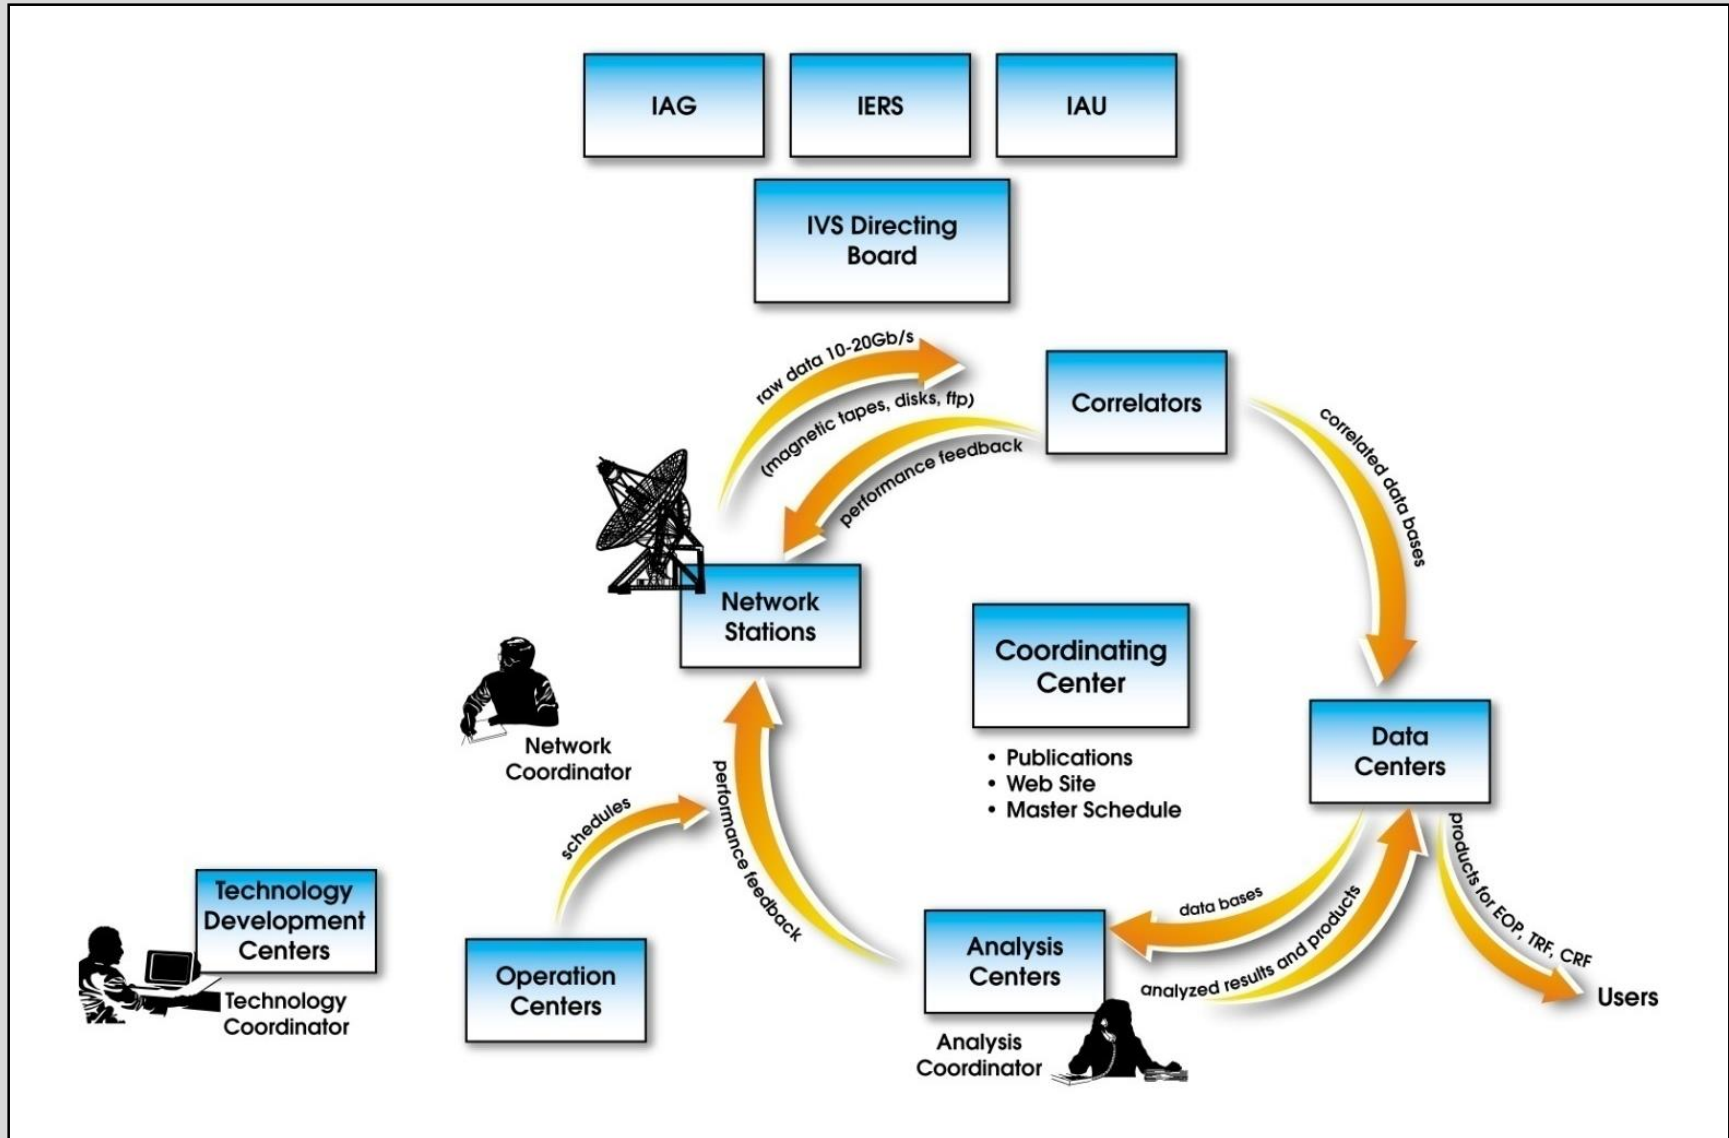 IAG
IERS
IAU
IVS Directing
Board
raw data 10-20Gb/s
(magnetic tapes, disks, ftp)
performance feedback
Correlators
correlated data bases
Network
Stations
Coordinating
Center
• Publications
• Web Site
• Master Schedule
Network
Coordinator
schedules
performance feedback
Data
Centers
data bases
analyzed results and products
products for EOP, TRF, CRF
Users
Technology
Development
Centers
Technology
Coordinator
Operation
Centers
Analysis
Centers
Analysis
Coordinator